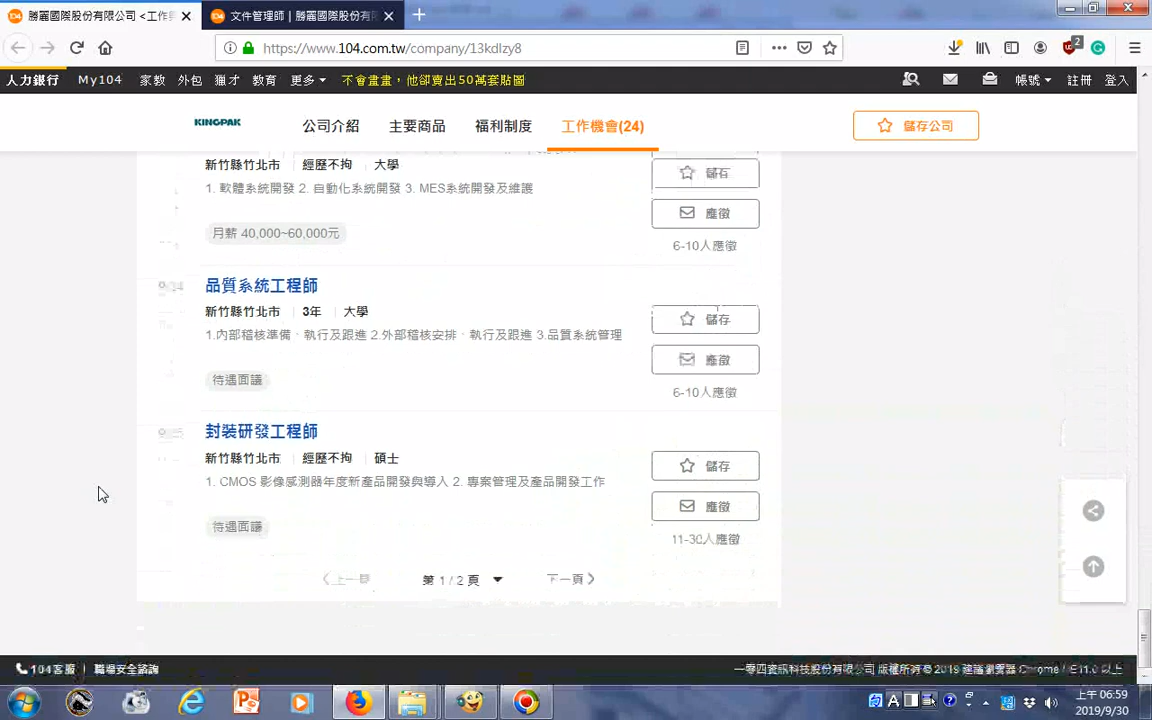 勝麗國際股份有限公司 <工作
文件管理師｜勝麗國際股份有限
https://www.104.com.tw/company/13kdlzy8
2
人力銀行 My104 家教 外包 獵才 教育 更多 不會畫畫，他卻賣出50萬套貼圖 帳號 註冊 登入
KINGPAK 公司介紹 主要商品 福利制度 工作機會(24) 儲存公司
新竹縣竹北市 經歷不拘 大學
儲存
1. 軟體系統開發 2. 自動化系統開發 3. MES系統開發及維護
應徵
月薪 40,000~60,000元
6-10人應徵
品質系統工程師
新竹縣竹北市 3年 大學
儲存
1.內部稽核準備、執行及跟進 2.外部稽核安排、執行及跟進 3.品質系統管理
應徵
待遇面議
6-10人應徵
封裝研發工程師
新竹縣竹北市 經歷不拘 碩士
儲存
1. CMOS 影像感測器年度新產品開發與導入 2. 專案管理及產品開發工作
應徵
待遇面議
11-30人應徵
上一頁 第 1 / 2 頁 下一頁
104客服 職場安全諮詢 一零四資訊科技股份有限公司 版權所有©2019 建議瀏覽器 Chrome / IE11.0 以上
上午 06:59
2019/9/30